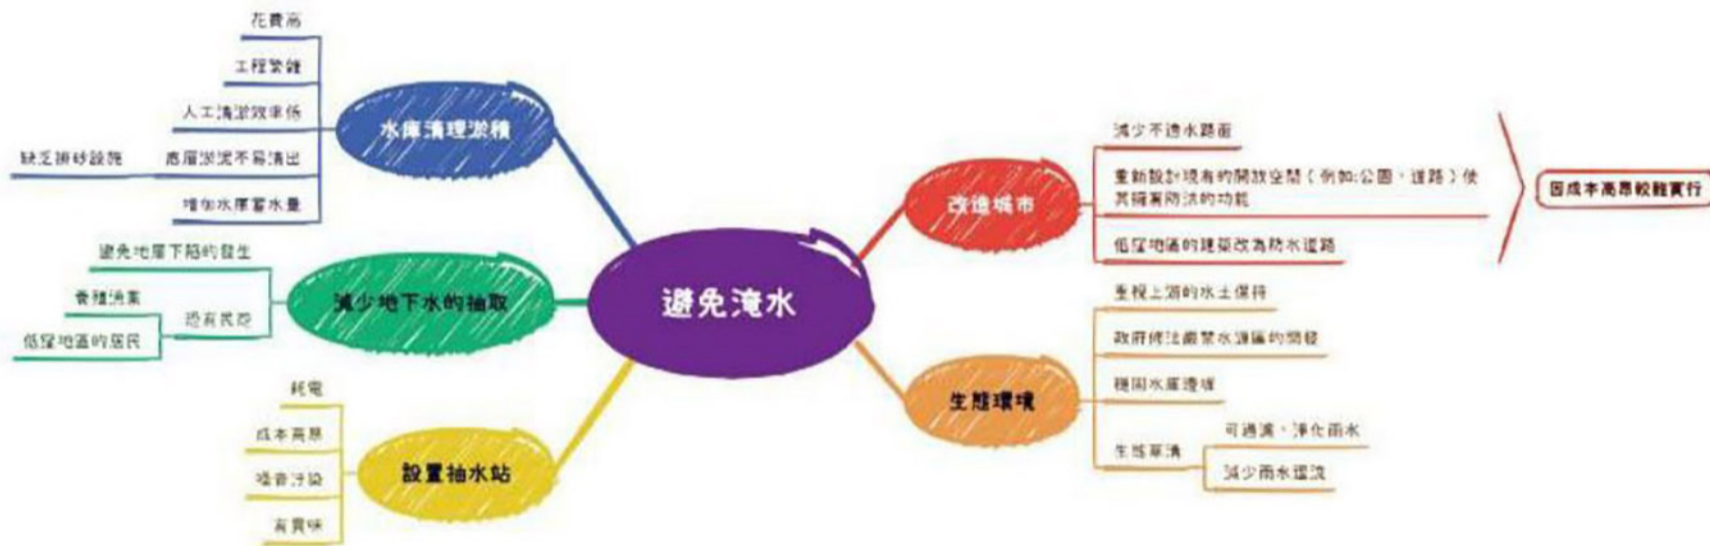 避免淹水
水庫清理淤積
花費高
工程繁雜
人工清淤效率低
底層淤泥不易清出
缺乏排砂設施
增加水庫蓄水量
減少地下水的抽取
避免地層下陷的發生
恐有民怨
養殖漁業
低窪地區的居民
設置抽水站
耗電
成本高昂
噪音汙染
有異味
改造城市
減少不透水路面
重新設計現有的開放空間(例如:公園、道路)使
其擁有防洪的功能
低窪地區的建築改為防水道路
因成本高昂較難實行
生態環境
重視上游的水土保持
政府修法嚴禁水源區的開發
種樹水庫邊坡
生態草溝
可過濾、淨化雨水
減少雨水逕流